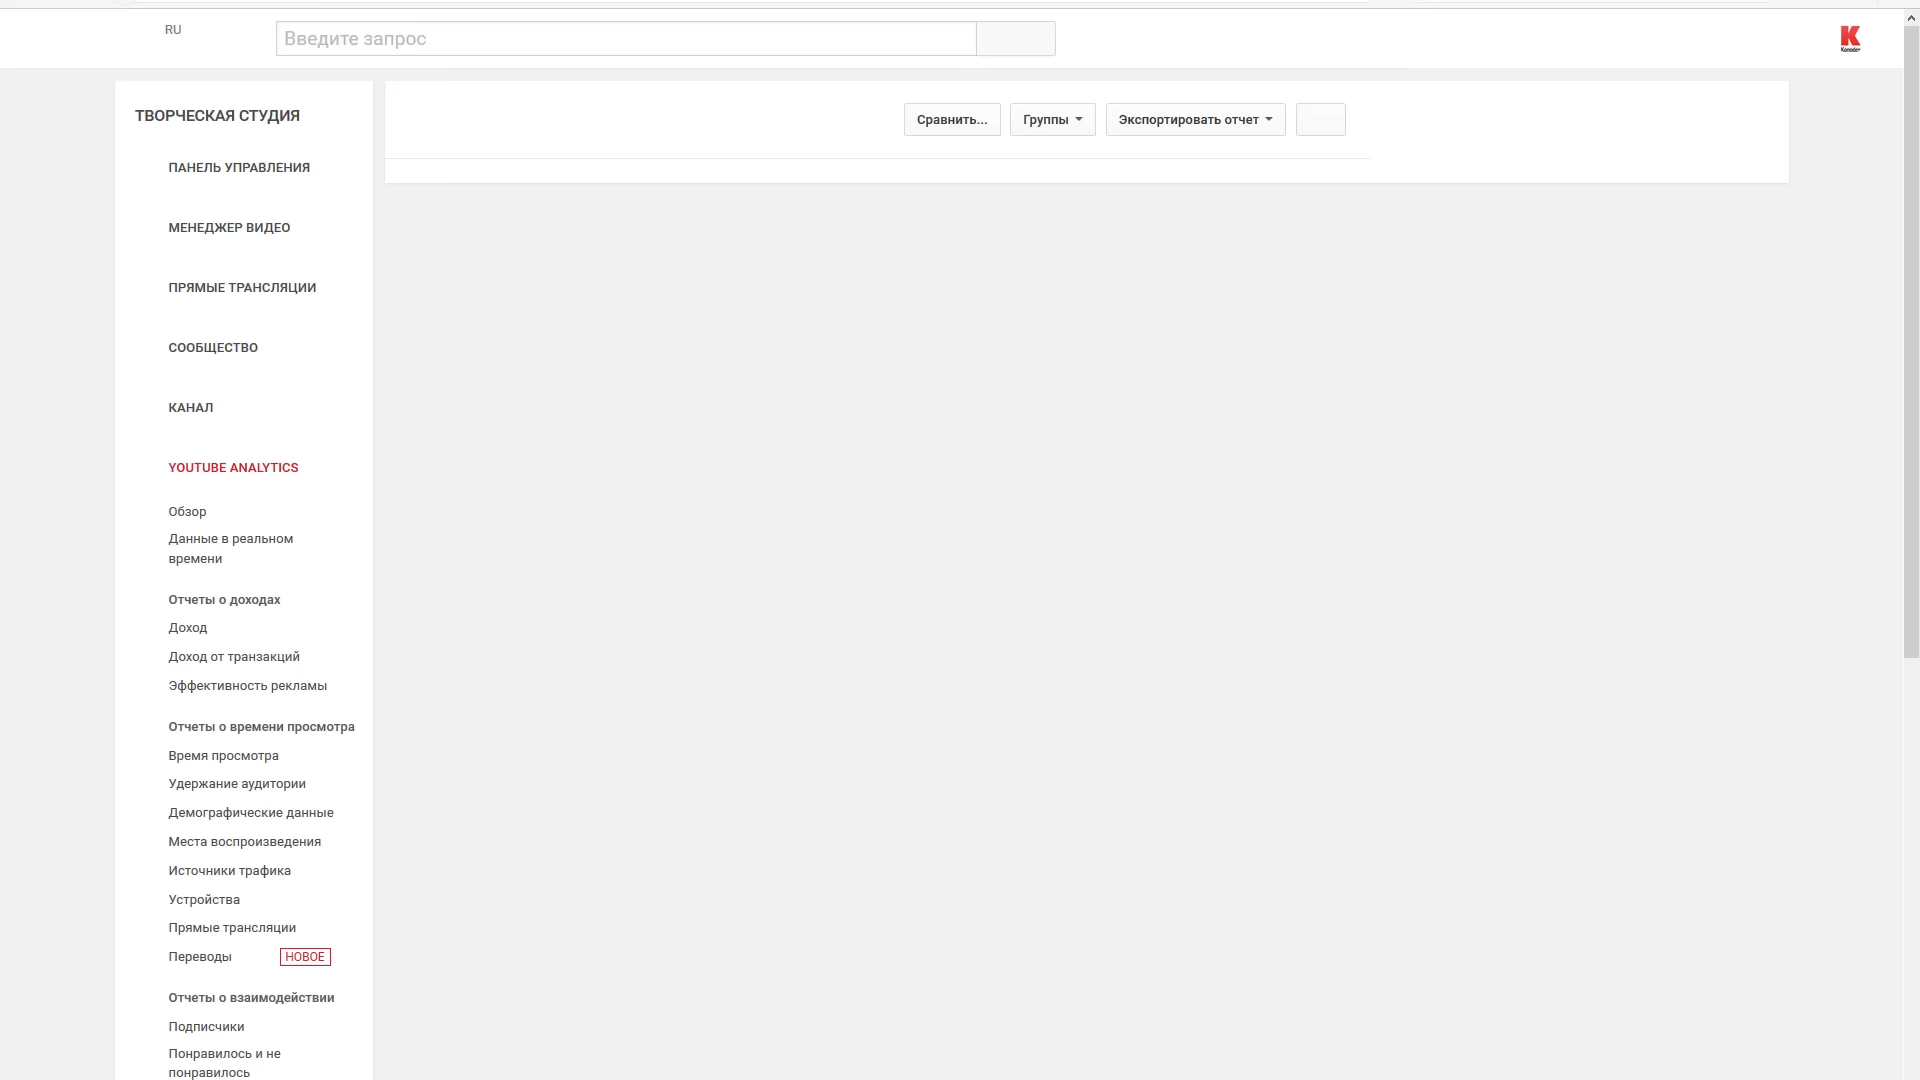 RU
Введите запрос
ТВОРЧЕСКАЯ СТУДИЯ
ПАНЕЛЬ УПРАВЛЕНИЯ
МЕНЕДЖЕР ВИДЕО
ПРЯМЫЕ ТРАНСЛЯЦИИ
СООБЩЕСТВО
КАНАЛ
YOUTUBE ANALYTICS
Обзор
Данные в реальном
времени
Отчеты о доходах
Доход
Доход от транзакций
Эффективность рекламы
Отчеты о времени просмотра
Время просмотра
Удержание аудитории
Демографические данные
Места воспроизведения
Источники трафика
Устройства
Прямые трансляции
Переводы НОВОЕ
Отчеты о взаимодействии
Подписчики
Понравилось и не
понравилось
Сравнить... Группы Экспортировать отчет
K